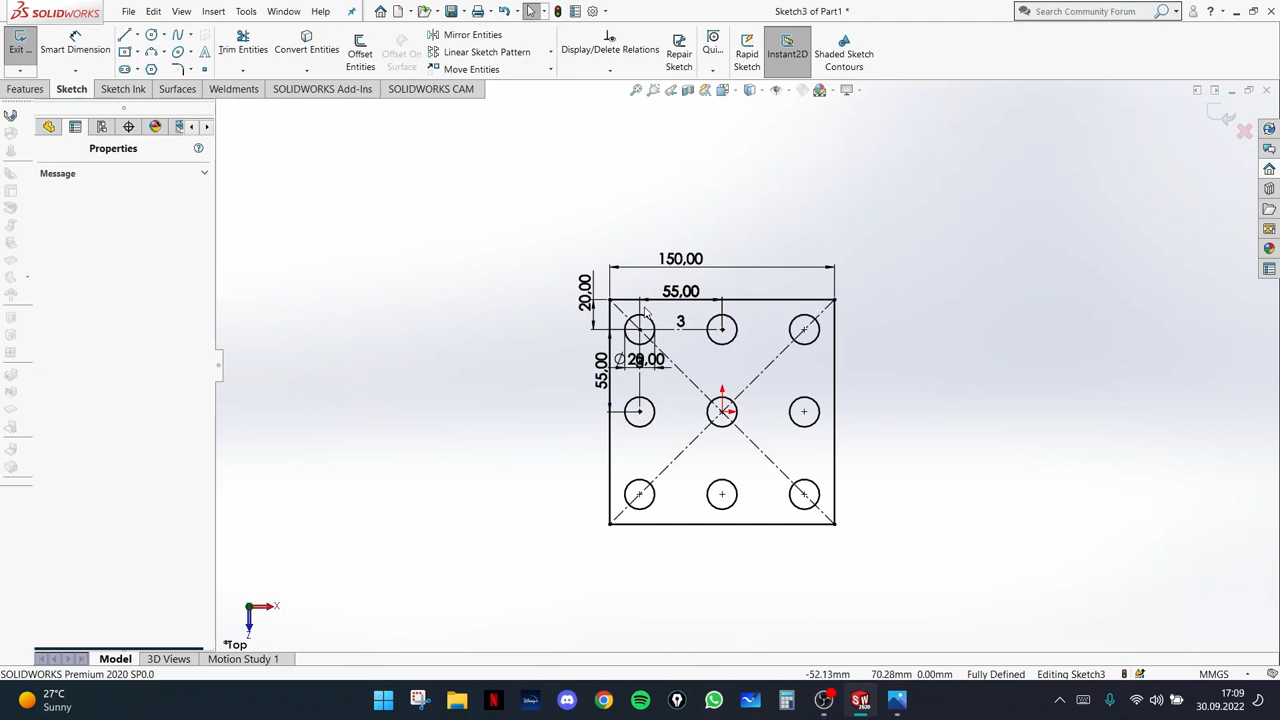 SOLIDWORKS
File
Edit
View
Insert
Tools
Window
Help
Sketch3 of Part1 *
Search Community Forum
?
Exit ...
Smart Dimension
Trim Entities
Convert Entities
Offset Entities
Offset On Surface
Mirror Entities
Linear Sketch Pattern
Move Entities
Display/Delete Relations
Repair Sketch
Qui...
Rapid Sketch
Instant2D
Shaded Sketch Contours
Features
Sketch
Sketch Ink
Surfaces
Weldments
SOLIDWORKS Add-Ins
SOLIDWORKS CAM
Properties
Message
150,00
20,00
55,00
3
55,00
X
Z
*Top
Model
3D Views
Motion Study 1
SOLIDWORKS Premium 2020 SP0.0
-52.13mm
70.28mm
0.00mm
Fully Defined
Editing Sketch3
MMGS
27°C
Sunny
17:09
30.09.2022